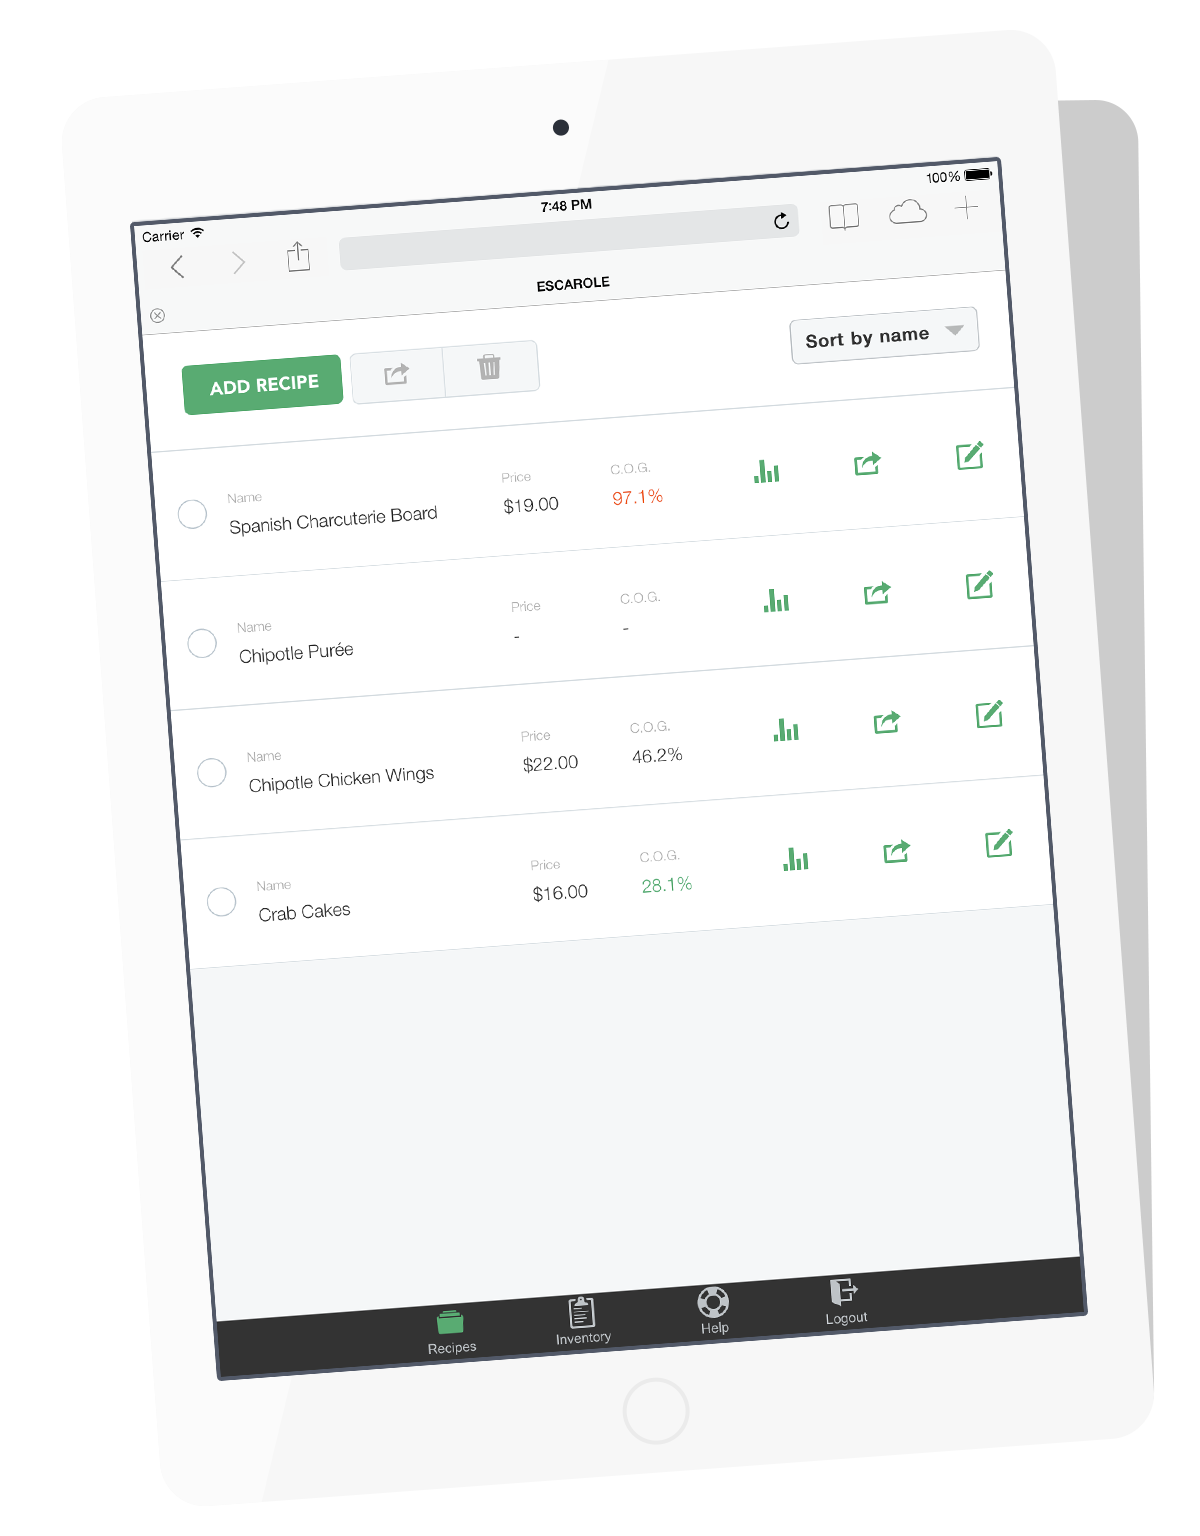 Carrier
7:48 PM
100%
ESCAROLE
ADD RECIPE
Sort by name
Name
Spanish Charcuterie Board
Price
$19.00
C.O.G.
97.1%
Name
Chipotle Purée
Price
-
C.O.G.
-
Name
Chipotle Chicken Wings
Price
$22.00
C.O.G.
46.2%
Name
Crab Cakes
Price
$16.00
C.O.G.
28.1%
Recipes
Inventory
Help
Logout